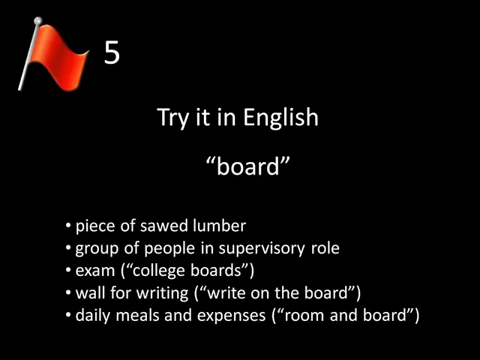 5
Try it in English
“board”
• piece of sawed lumber
• group of people in supervisory role
• exam (“college boards”)
• wall for writing (“write on the board”)
• daily meals and expenses (“room and board”)